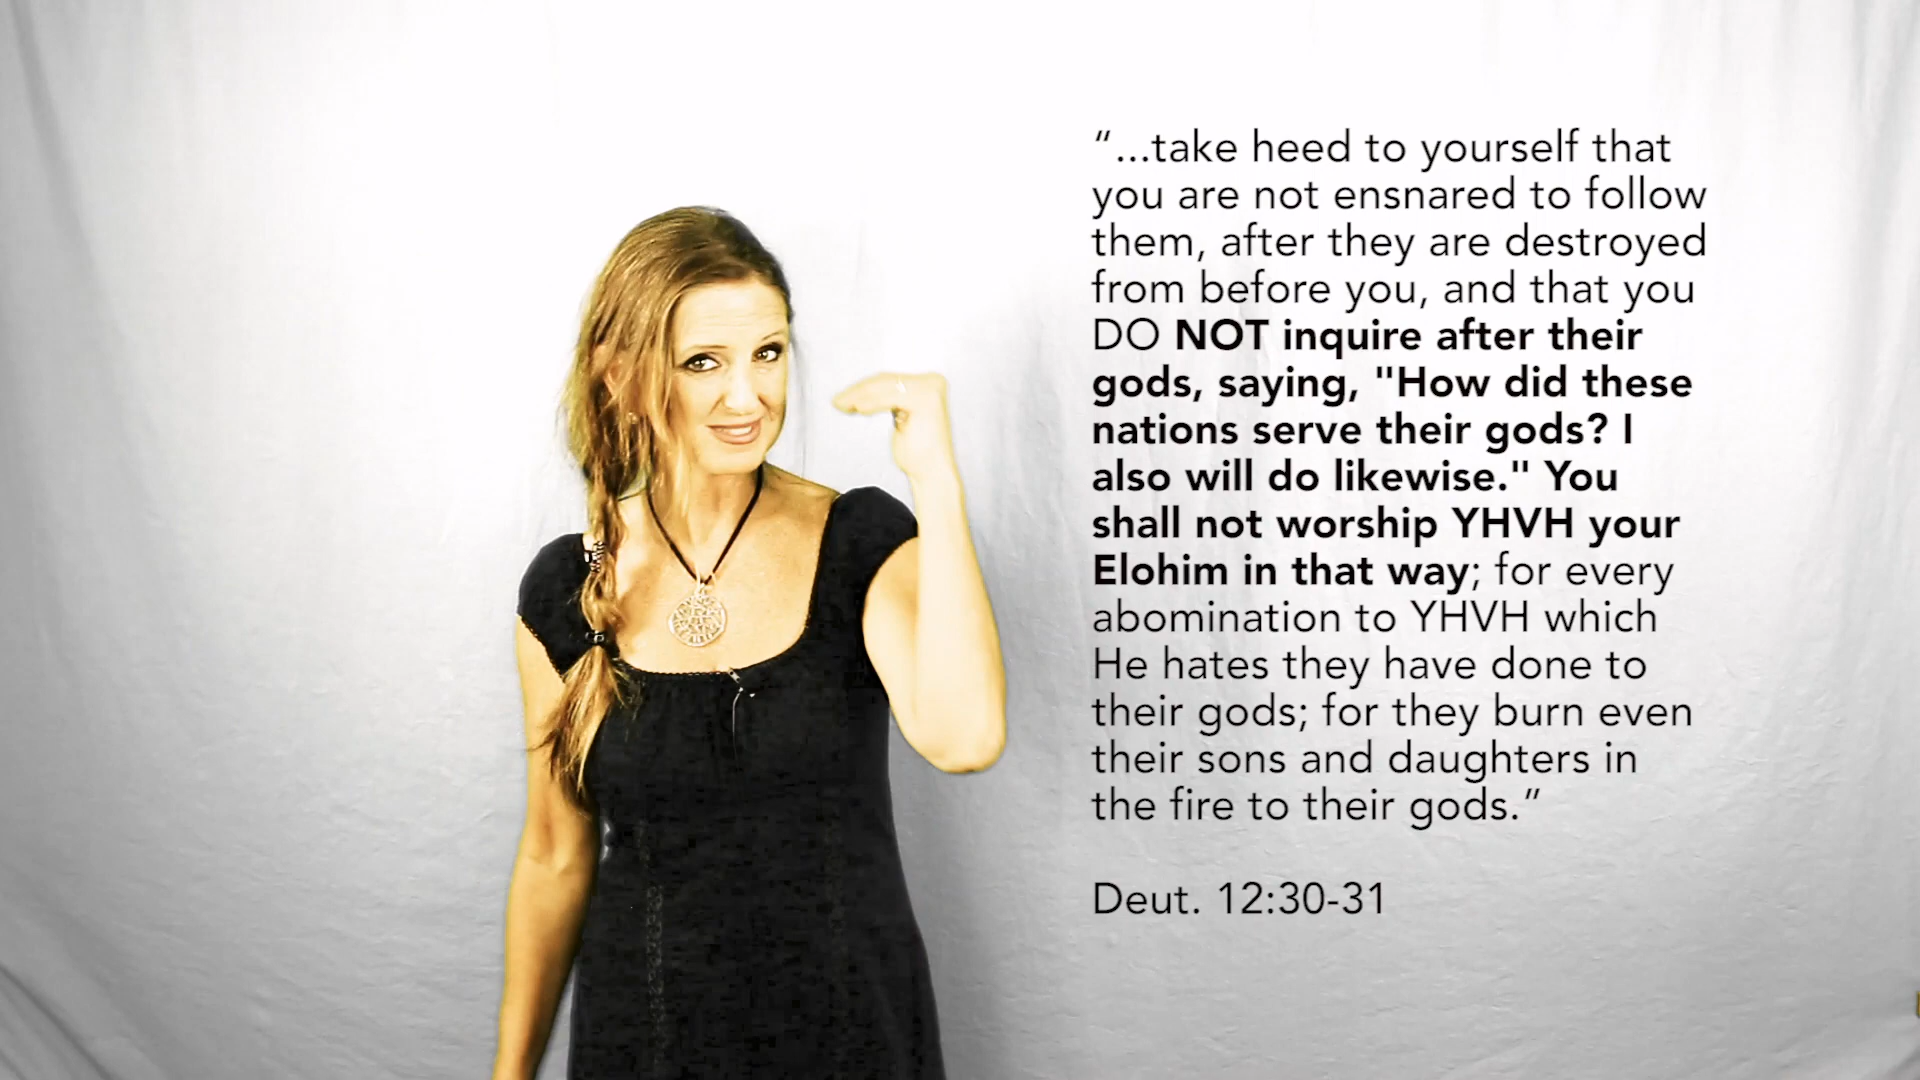 “...take heed to yourself that
you are not ensnared to follow
them, after they are destroyed
from before you, and that you
DO NOT inquire after their
gods, saying, "How did these
nations serve their gods? I
also will do likewise." You
shall not worship YHVH your
Elohim in that way; for every
abomination to YHVH which
He hates they have done to
their gods; for they burn even
their sons and daughters in
the fire to their gods.”
Deut. 12:30-31